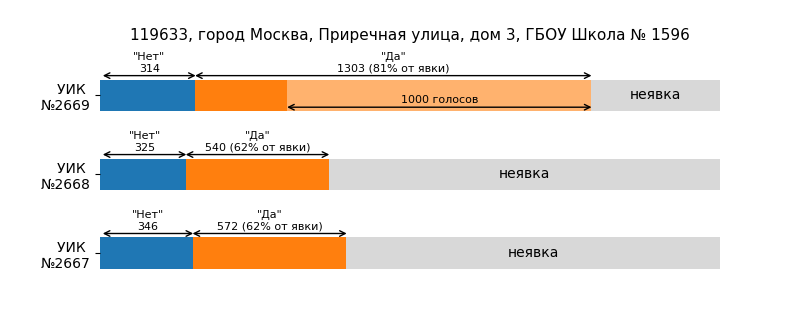 119633, город Москва, Приречная улица, дом 3, ГБОУ Школа № 1596
"Нет"
314
"Да"
1303 (81% от явки)
УИК
№2669
1000 голосов
неявка
"Нет"
325
"Да"
540 (62% от явки)
УИК
№2668
неявка
"Нет"
346
"Да"
572 (62% от явки)
УИК
№2667
неявка